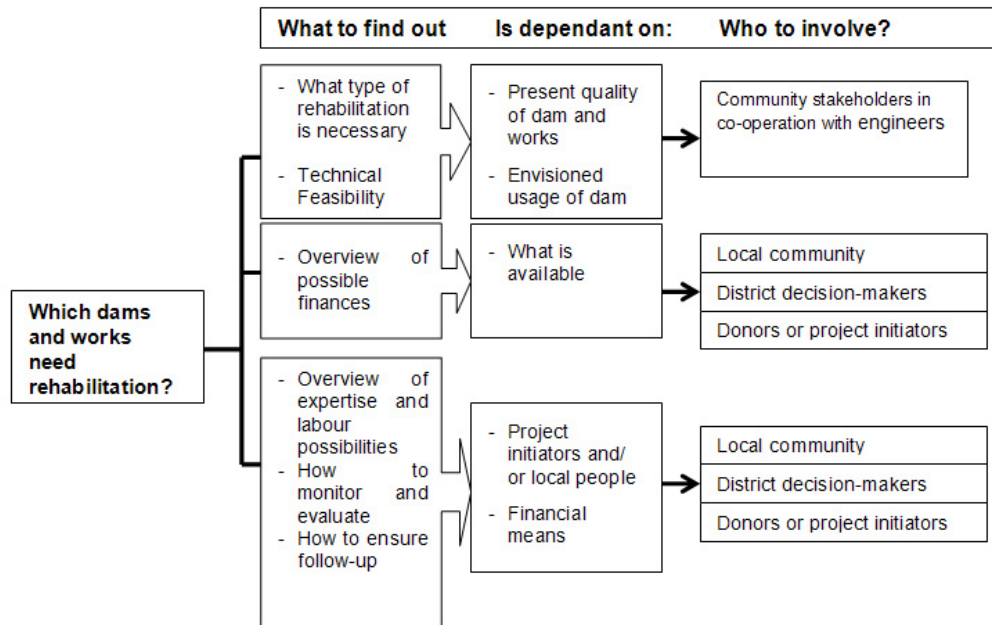 What to find out Is dependant on: Who to involve?
Which dams
and works
need
rehabilitation?
- What type of
rehabilitation
is necessary
- Technical
Feasibility
- Present quality
of dam and
works
- Envisioned
usage of dam
Community stakeholders in
co-operation with engineers
- Overview of
possible
finances
- What is
available
Local community
District decision-makers
Donors or project initiators
- Overview of
expertise and
labour
possibilities
- How to
monitor and
evaluate
- How to ensure
follow-up
- Project
initiators and/
or local people
- Financial
means
Local community
District decision-makers
Donors or project initiators